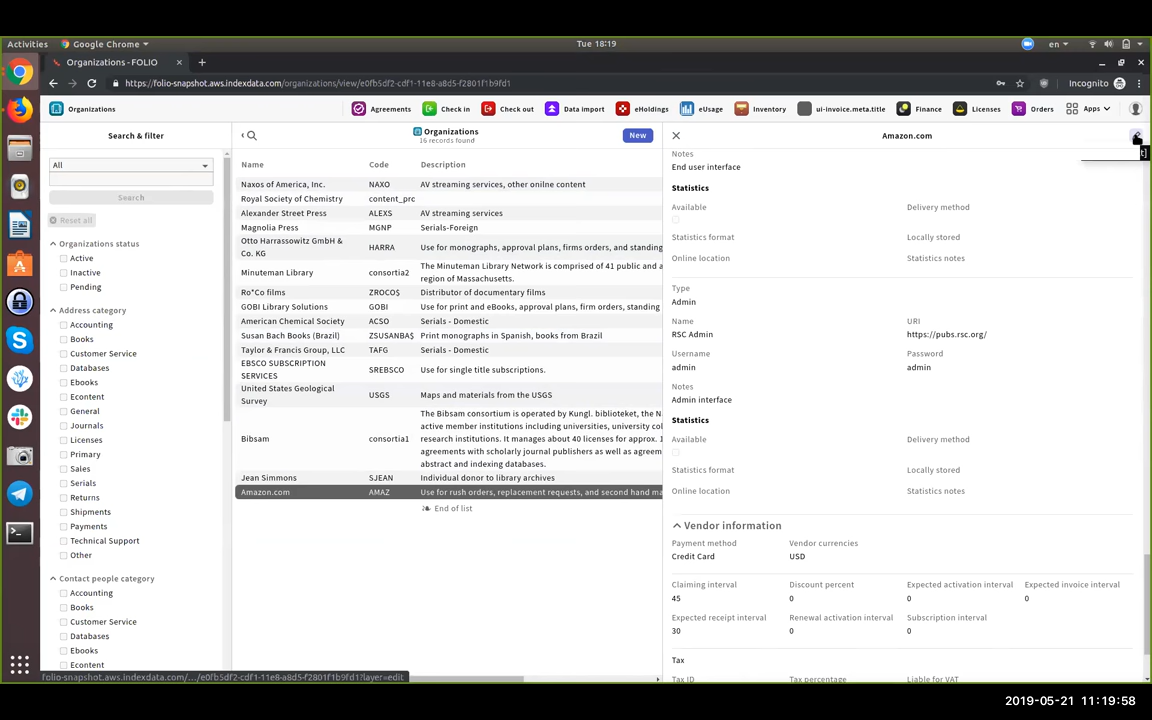 Activities
Google Chrome
Tue 18:19
en
Organizations - FOLIO
https://folio-snapshot.aws.indexdata.com/organizations/view/e0fb5df2-cdf1-11e8-a8d5-f2801f1b9fd1
Incognito
Organizations
Agreements
Check in
Check out
Data import
eHoldings
eUsage
Inventory
ui-invoice.meta.title
Finance
Licenses
Orders
Apps
Search & filter
All
Search
Reset all
Organizations status
Active
Inactive
Pending
Address category
Accounting
Books
Customer Service
Databases
Ebooks
Econtent
General
Journals
Licenses
Primary
Sales
Serials
Returns
Shipments
Payments
Technical Support
Other
Contact people category
Accounting
Books
Customer Service
Databases
Ebooks
Econtent
Organizations
16 records found
New
Name Code Description
Naxos of America, Inc. NAXO AV streaming services, other onilne content
Royal Society of Chemistry content_prc
Alexander Street Press ALEXS AV streaming services
Magnolia Press MGNP Serials-Foreign
Otto Harrassowitz GmbH & Co. KG HARRA Use for monographs, approval plans, firms orders, and standing
Minuteman Library consortia2 The Minuteman Library Network is comprised of 41 public and a
region of Massachusetts.
Ro*Co films ZROCO$ Distributor of documentary films
GOBI Library Solutions GOBI Use for print and eBooks, approval plans, firm orders, standing
American Chemical Society ACSO Serials - Domestic
Susan Bach Books (Brazil) ZSUSANBA$ Print monographs in Spanish, books from Brazil
Taylor & Francis Group, LLC TAFG Serials - Domestic
EBSCO SUBSCRIPTION SERVICES SREBSCO Use for single title subscriptions.
United States Geological Survey USGS Maps and materials from the USGS
Bibsam consortia1 The Bibsam consortium is operated by Kungl. biblioteket, the N
active member institutions including universities, university col
research institutions. It manages about 40 licenses for approx. 1
agreements with scholarly journal publishers as well as agreem
abstract and indexing databases.
Jean Simmons SJEAN Individual donor to library archives
Amazon.com AMAZ Use for rush orders, replacement requests, and second hand ma
End of list
Amazon.com
t]
Notes
End user interface
Statistics
Available Delivery method
Statistics format Locally stored
Online location Statistics notes
Type
Admin
Name URI
RSC Admin https://pubs.rsc.org/
Username Password
admin admin
Notes
Admin interface
Statistics
Available Delivery method
Statistics format Locally stored
Online location Statistics notes
Vendor information
Payment method Vendor currencies
Credit Card USD
Claiming interval Discount percent Expected activation interval Expected invoice interval
45 0 0 0
Expected receipt interval Renewal activation interval Subscription interval
30 0 0
Tax
Tax ID Tax percentage Liable for VAT
folio-snapshot.aws.indexdata.com/.../e0fb5df2-cdf1-11e8-a8d5-f2801f1b9fd1?layer=edit
2019-05-21 11:19:58